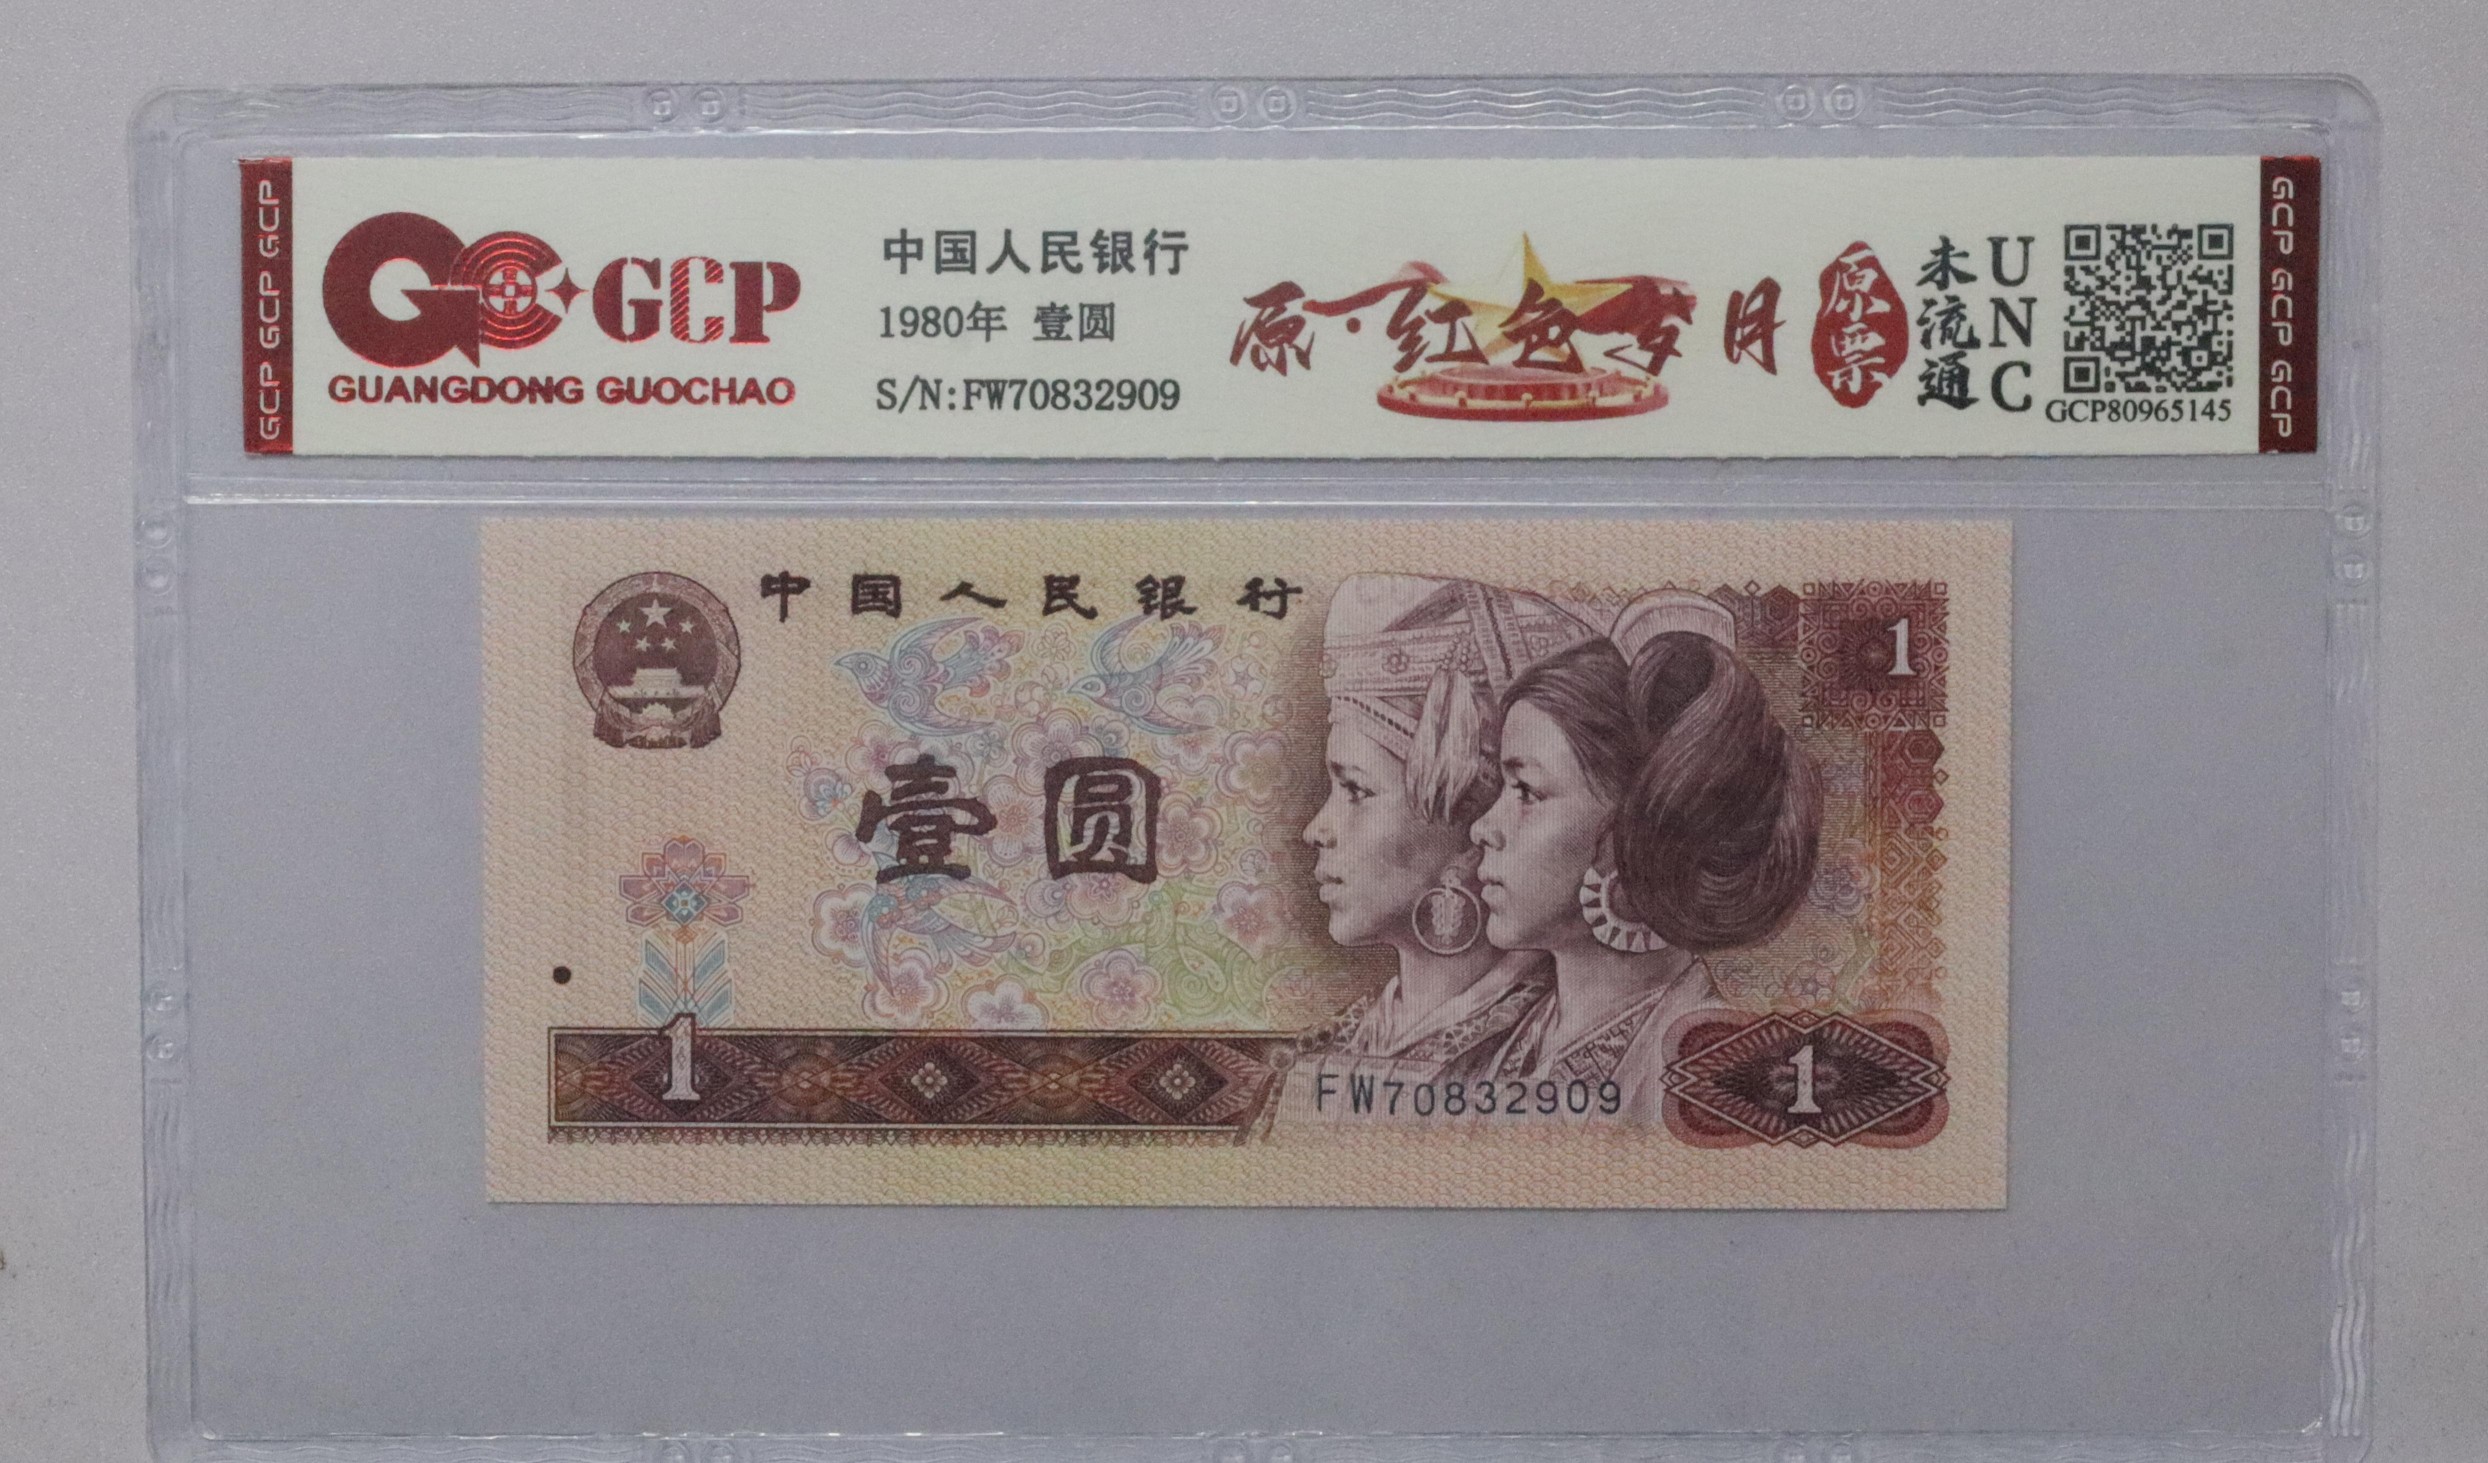 GCP GCP GCP
GCP
GUANGDONG GUOCHAO
中国人民银行
1980年 壹圆
S/N:FW70832909
原·红色岁月
原票
未流通
UNC
GCP80965145
GCP GCP GCP
中国人民银行
1
壹圆
1
FW70832909
1